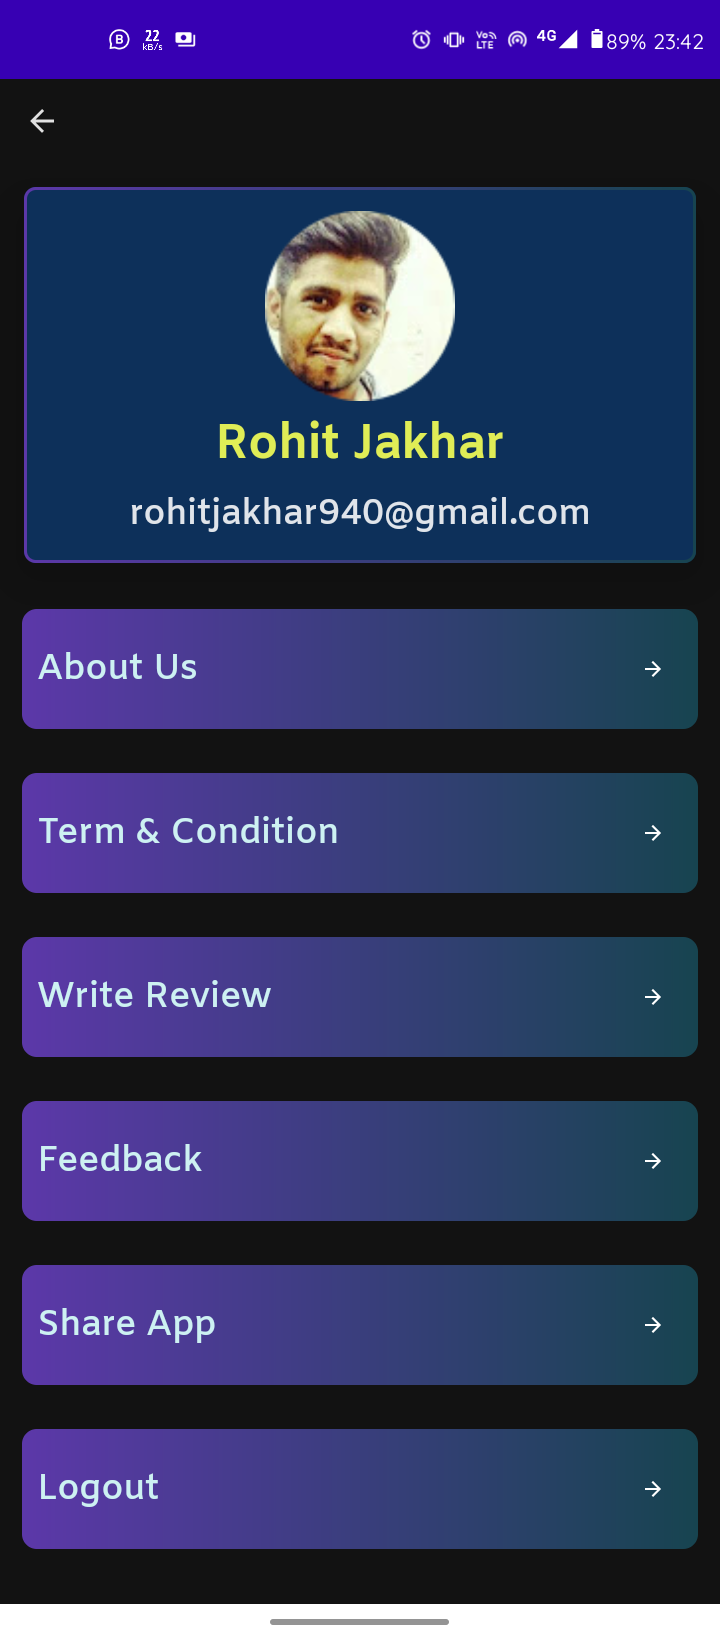 B 22 kB/s Vo LTE 4G 89% 23:42
Rohit Jakhar
rohitjakhar940@gmail.com
About Us
Term & Condition
Write Review
Feedback
Share App
Logout